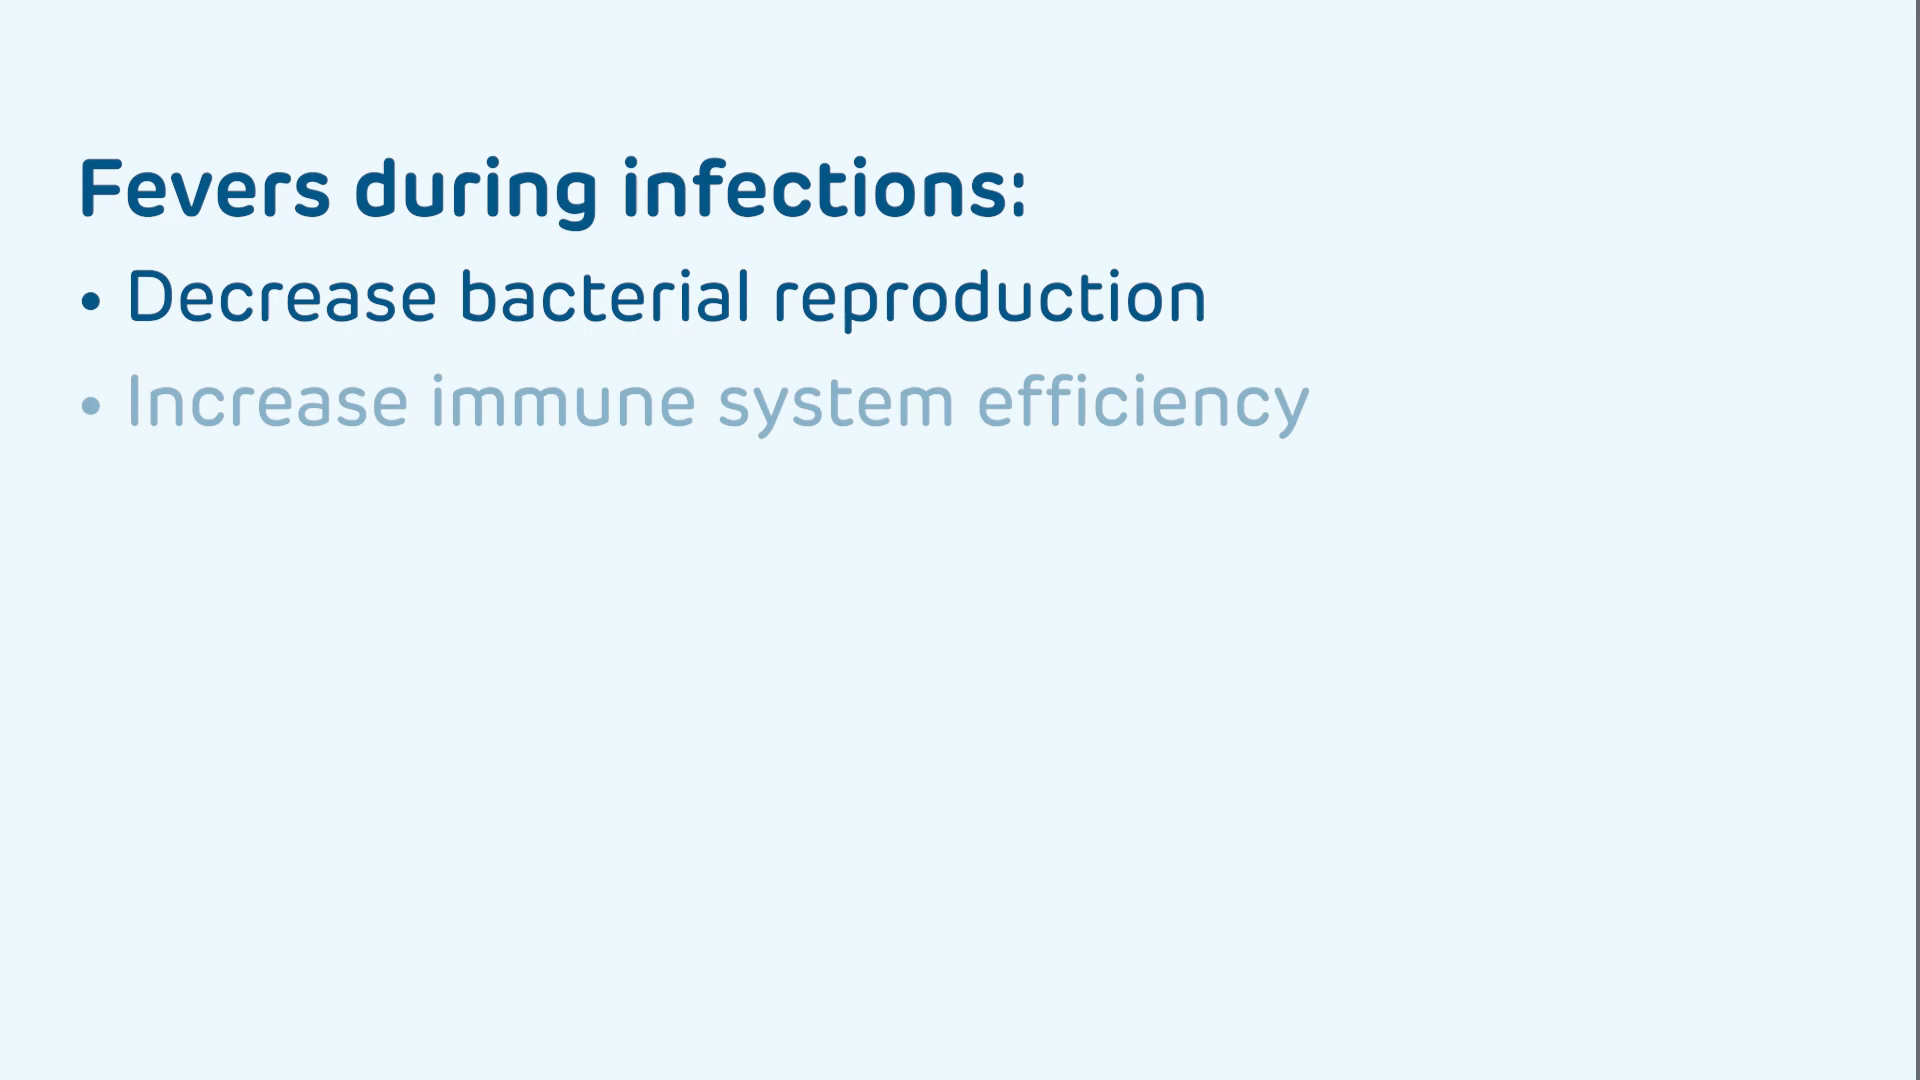 Fevers during infections:
• Decrease bacterial reproduction
• Increase immune system efficiency